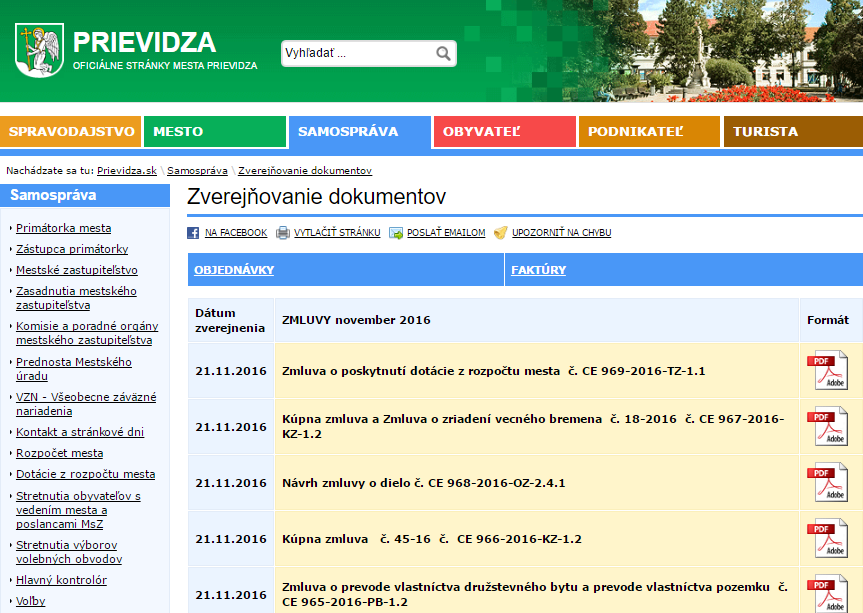 PRIEVIDZA
OFICIÁLNE STRÁNKY MESTA PRIEVIDZA
Vyhľadať ...
SPRAVODAJSTVO
MESTO
SAMOSPRÁVA
OBYVATEĽ
PODNIKATEĽ
TURISTA
Nachádzate sa tu: Prievidza.sk \ Samospráva \ Zverejňovanie dokumentov
Samospráva
Primátorka mesta
Zástupca primátorky
Mestské zastupiteľstvo
Zasadnutia mestského
zastupiteľstva
Komisie a poradné orgány
mestského zastupiteľstva
Prednosta Mestského
úradu
VZN - Všeobecne záväzné
nariadenia
Kontakt a stránkové dni
Rozpočet mesta
Dotácie z rozpočtu mesta
Stretnutia obyvateľov s
vedením mesta a
poslancami MsZ
Stretnutia výborov
volebných obvodov
Hlavný kontrolór
Voľby
Zverejňovanie dokumentov
NA FACEBOOK
VYTLAČIŤ STRÁNKU
POSLAŤ EMAILOM
UPOZORNIŤ NA CHYBU
OBJEDNÁVKY
FAKTÚRY
Dátum
zverejnenia
ZMLUVY november 2016
Formát
21.11.2016
Zmluva o poskytnutí dotácie z rozpočtu mesta č. CE 969-2016-TZ-1.1
PDF
Adobe
21.11.2016
Kúpna zmluva a Zmluva o zriadení vecného bremena č. 18-2016 č. CE 967-2016-
KZ-1.2
PDF
Adobe
21.11.2016
Návrh zmluvy o dielo č. CE 968-2016-OZ-2.4.1
PDF
Adobe
21.11.2016
Kúpna zmluva č. 45-16 č. CE 966-2016-KZ-1.2
PDF
Adobe
21.11.2016
Zmluva o prevode vlastníctva družstevného bytu a prevode vlastníctva pozemku č.
CE 965-2016-PB-1.2
PDF
Adobe